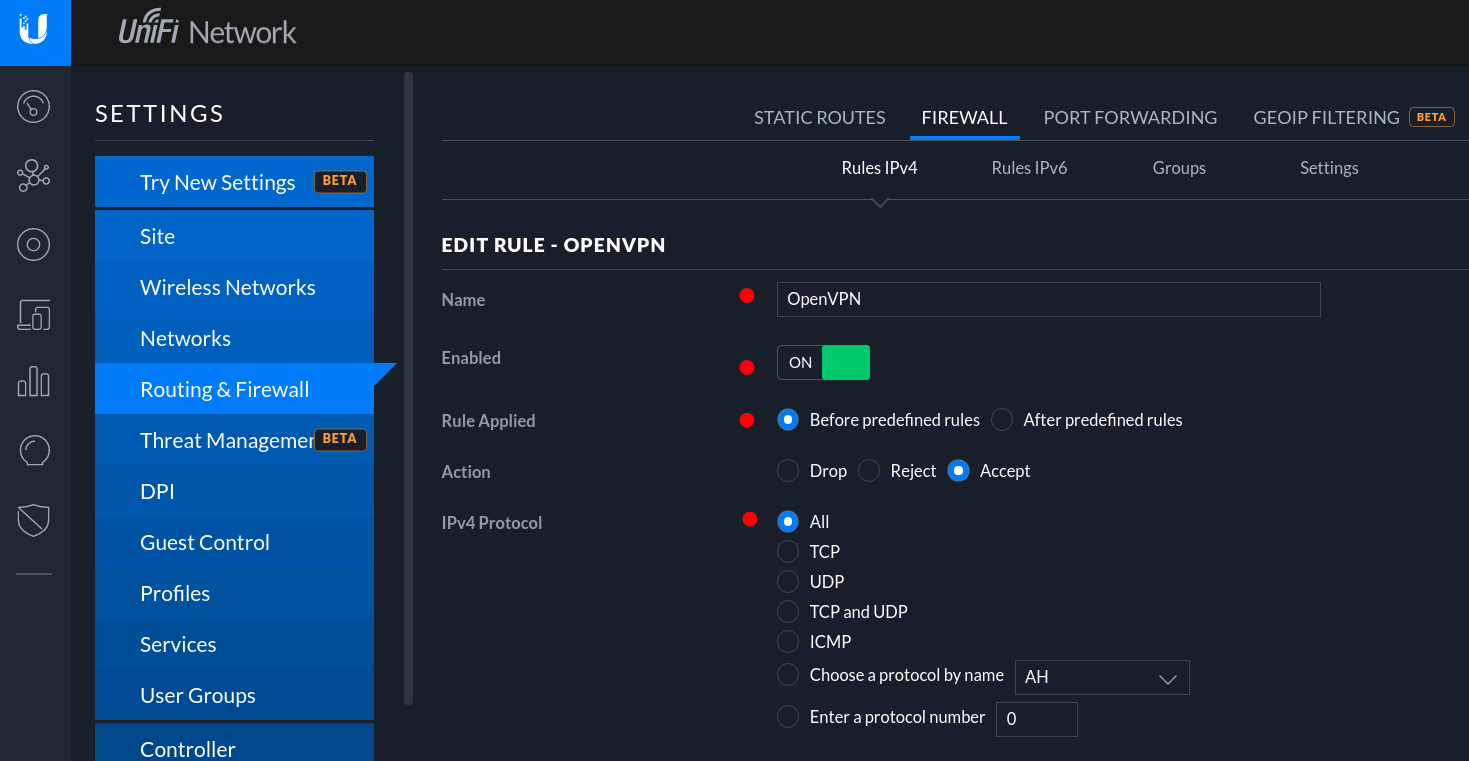 UniFi Network
SETTINGS
Try New Settings BETA
Site
Wireless Networks
Networks
Routing & Firewall
Threat Managemer BETA
DPI
Guest Control
Profiles
Services
User Groups
Controller
STATIC ROUTES FIREWALL PORT FORWARDING GEOIP FILTERING BETA
Rules IPv4 Rules IPv6 Groups Settings
EDIT RULE - OPENVPN
Name OpenVPN
Enabled ON
Rule Applied Before predefined rules After predefined rules
Action Drop Reject Accept
IPv4 Protocol All
TCP
UDP
TCP and UDP
ICMP
Choose a protocol by name AH
Enter a protocol number 0